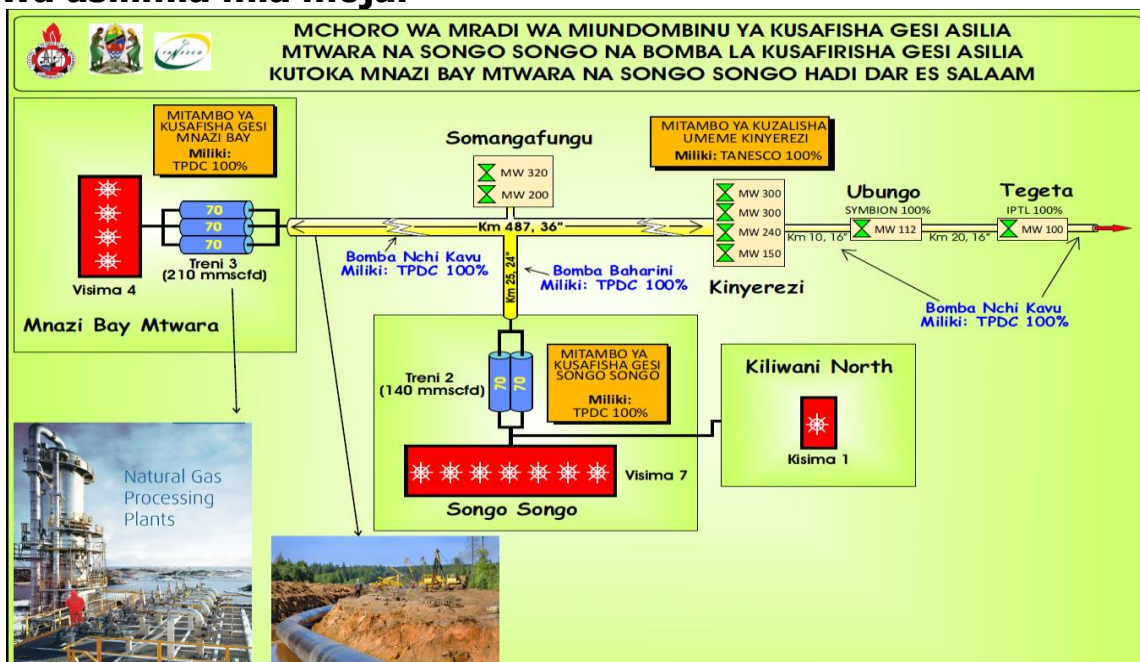 wa asilimia mia moja.
MCHORO WA MRADI WA MIUNDOMBINU YA KUSAFISHA GESI ASILIA
MTWARA NA SONGO SONGO NA BOMBA LA KUSAFIRISHA GESI ASILIA
KUTOKA MNAZI BAY MTWARA NA SONGO SONGO HADI DAR ES SALAAM
TANESCO
MITAMBO YA
KUSAFISHA GESI
MNAZI BAY
Miliki:
TPDC 100%
70
70
70
Treni 3
(210 mmscfd)
Visima 4
Mnazi Bay Mtwara
Somangafungu
MW 320
MW 200
MITAMBO YA KUZALISHA
UMEME KINYEREZI
Miliki: TANESCO 100%
Km 487, 36”
Bomba Nchi Kavu
Miliki: TPDC 100%
Km 25, 24”
Bomba Baharini
Miliki: TPDC 100%
MW 300
MW 300
MW 240
MW 150
Kinyerezi
Km 10, 16”
Ubungo
SYMBION 100%
MW 112
Km 20, 16”
Tegeta
IPTL 100%
MW 100
Bomba Nchi Kavu
Miliki: TPDC 100%
Treni 2
(140 mmscfd)
70
70
MITAMBO YA
KUSAFISHA GESI
SONGO SONGO
Miliki:
TPDC 100%
Visima 7
Songo Songo
Kiliwani North
Kisima 1
Natural Gas
Processing
Plants